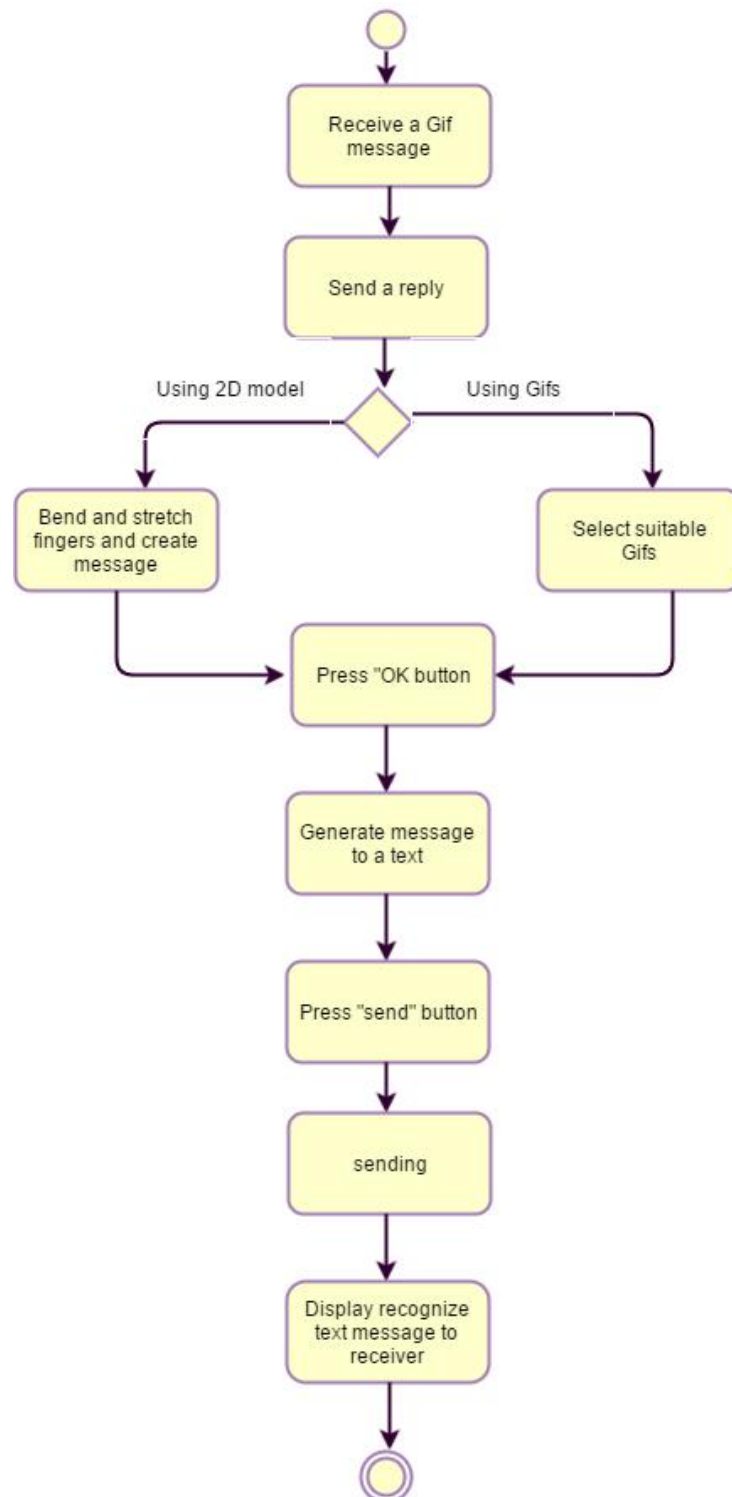 Receive a Gif
message
Send a reply
Using 2D model
Using Gifs
Bend and stretch
fingers and create
message
Select suitable
Gifs
Press "OK button
Generate message
to a text
Press "send" button
sending
Display recognize
text message to
receiver